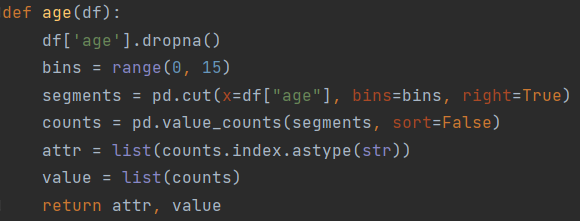 def age(df):
    df['age'].dropna()
    bins = range(0, 15)
    segments = pd.cut(x=df["age"], bins=bins, right=True)
    counts = pd.value_counts(segments, sort=False)
    attr = list(counts.index.astype(str))
    value = list(counts)
    return attr, value